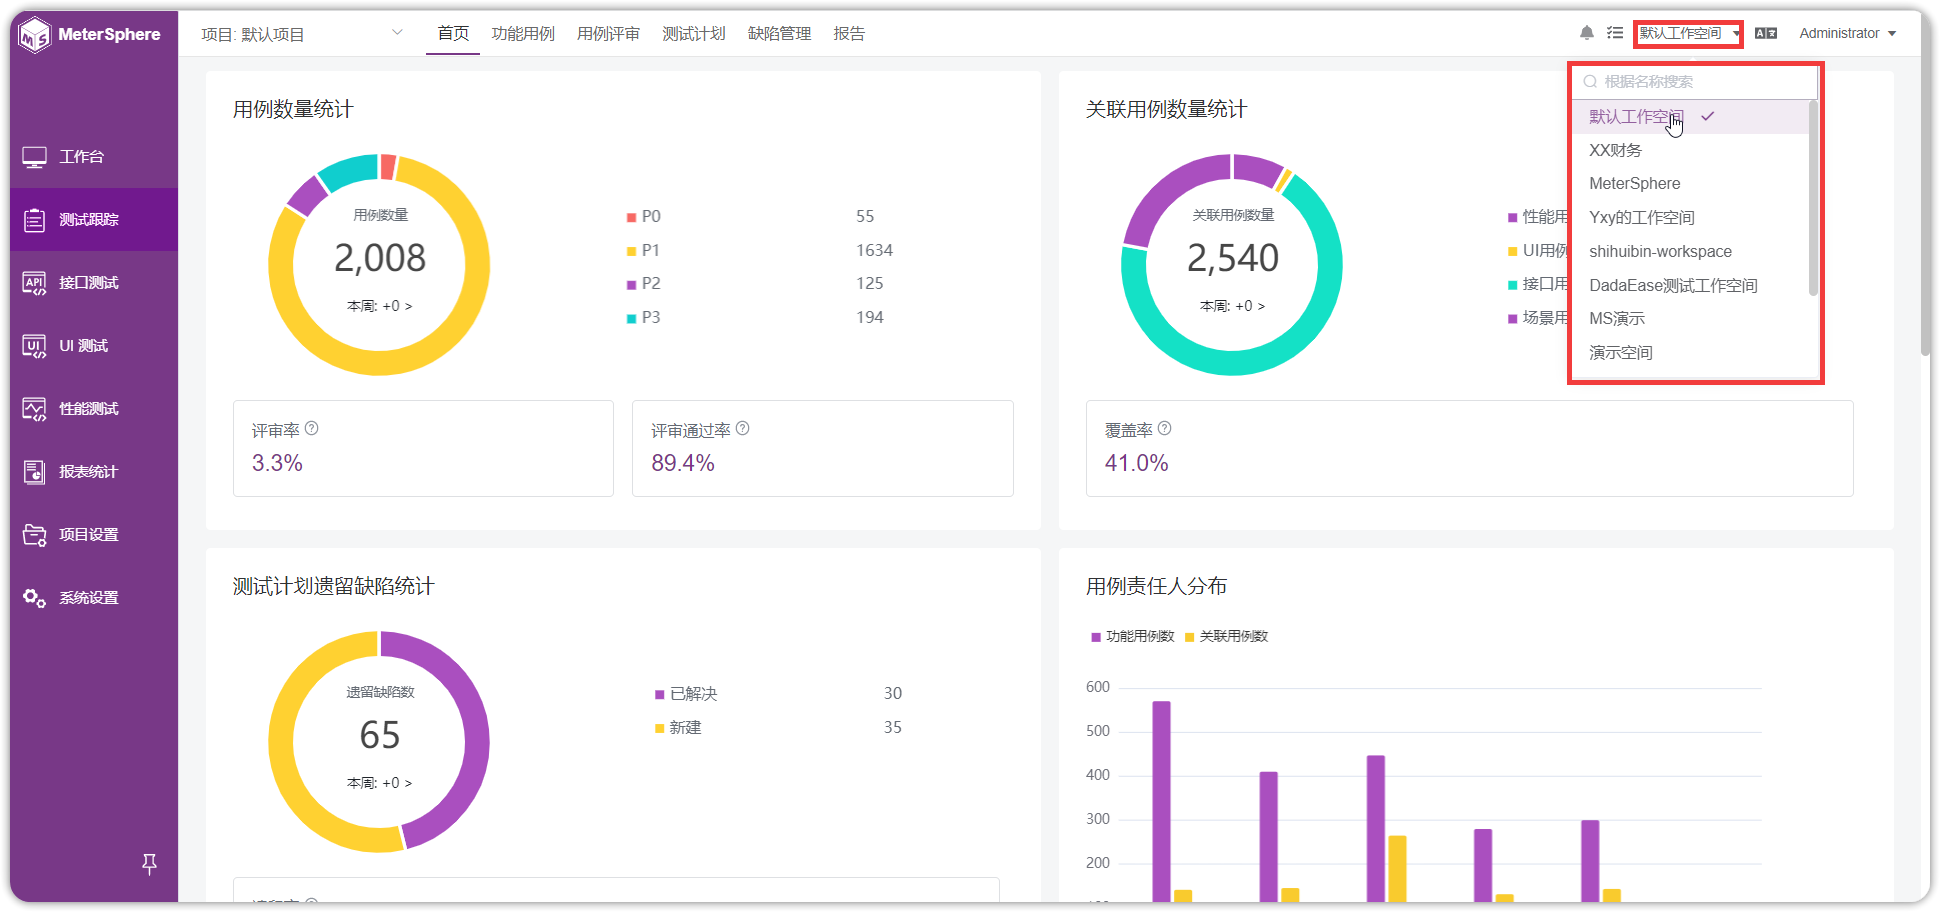 MeterSphere
项目: 默认项目
首页
功能用例
用例评审
测试计划
缺陷管理
报告
默认工作空间
Administrator
工作台
测试跟踪
接口测试
UI 测试
性能测试
报表统计
项目设置
系统设置
根据名称搜索
默认工作空间
XX财务
MeterSphere
Yxy的工作空间
shihuibin-workspace
DadaEase测试工作空间
MS演示
演示空间
用例数量统计
用例数量
2,008
本周: +0 >
P0 55
P1 1634
P2 125
P3 194
评审率
3.3%
评审通过率
89.4%
关联用例数量统计
关联用例数量
2,540
本周: +0 >
性能用
UI用例
接口用
场景用
覆盖率
41.0%
测试计划遗留缺陷统计
遗留缺陷数
65
本周: +0 >
已解决 30
新建 35
用例责任人分布
功能用例数 关联用例数
600
500
400
300
200